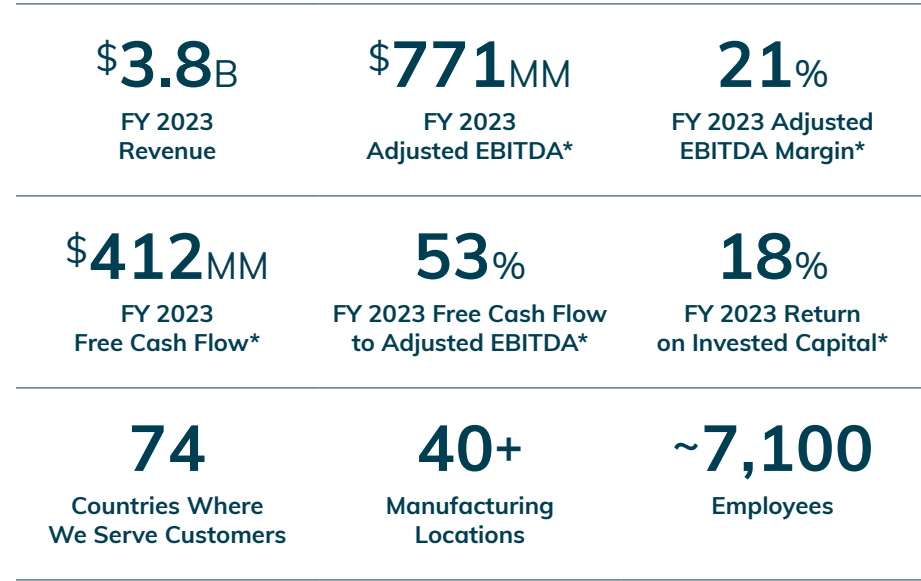 $3.8B
FY 2023
Revenue
$771MM
FY 2023
Adjusted EBITDA*
21%
FY 2023 Adjusted
EBITDA Margin*
$412MM
FY 2023
Free Cash Flow*
53%
FY 2023 Free Cash Flow
to Adjusted EBITDA*
18%
FY 2023 Return
on Invested Capital*
74
Countries Where
We Serve Customers
40+
Manufacturing
Locations
~7,100
Employees